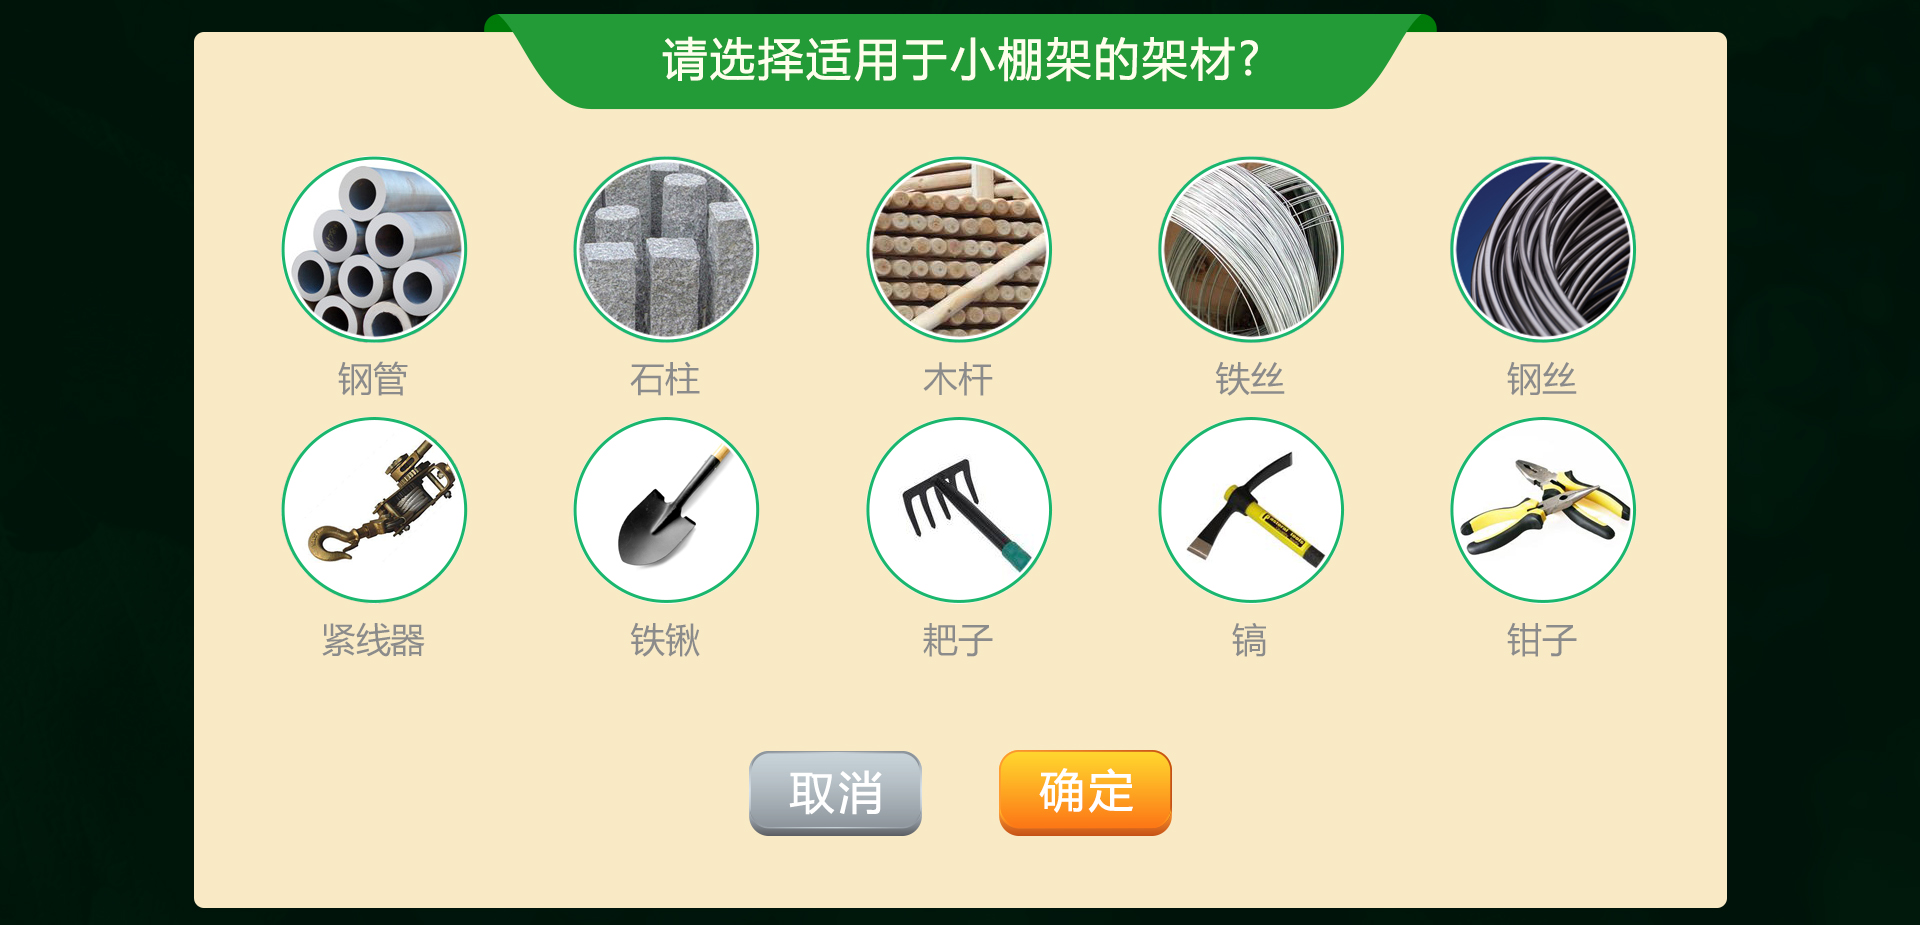 请选择适用于小棚架的架材?
钢管
石柱
木杆
铁丝
钢丝
紧线器
铁锹
耙子
镐
钳子
取消
确定